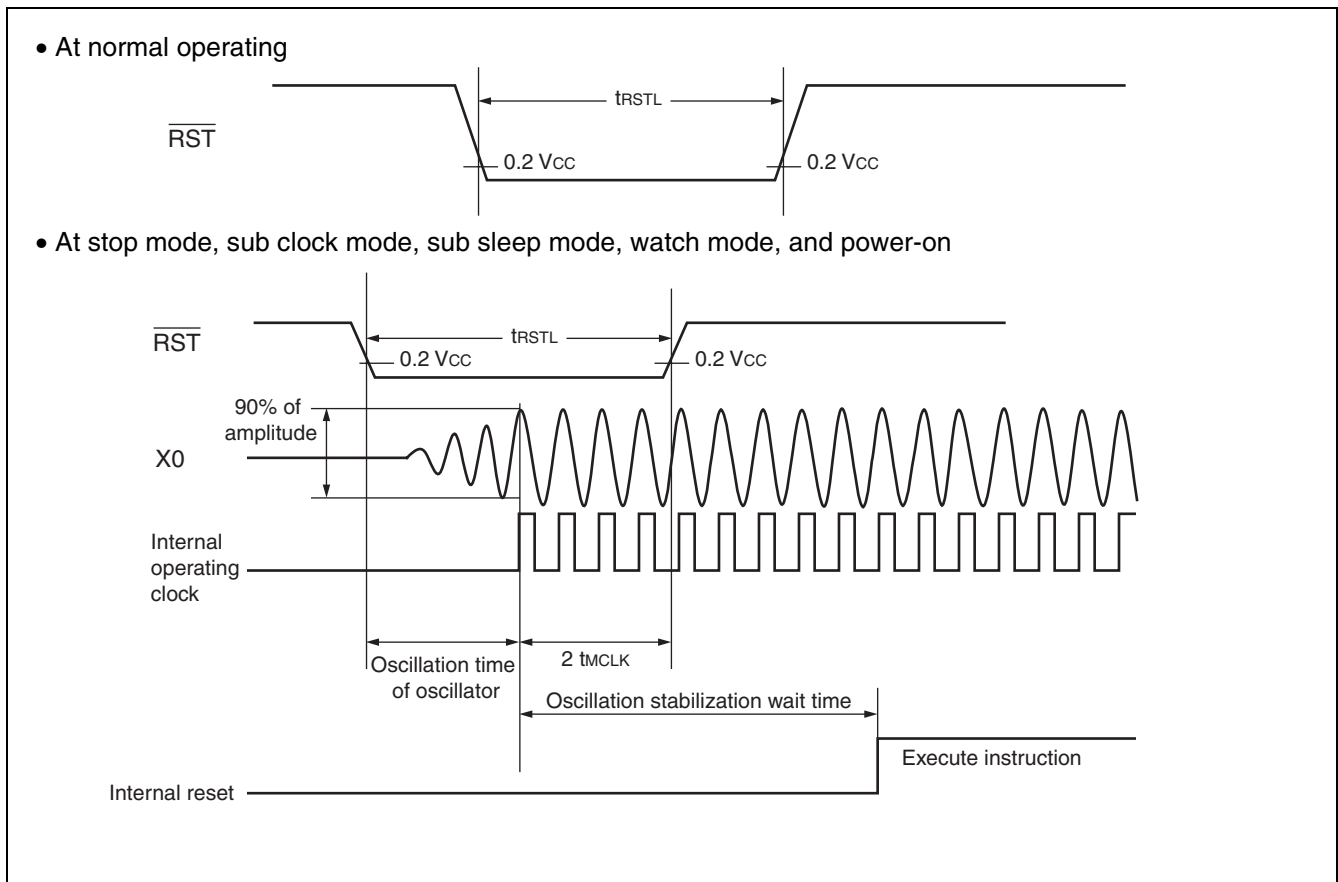 • At normal operating
tRSTL
RST
0.2 VCC
0.2 VCC
• At stop mode, sub clock mode, sub sleep mode, watch mode, and power-on
RST
tRSTL
0.2 VCC
0.2 VCC
90% of
amplitude
X0
Internal
operating
clock
Oscillation time
of oscillator
2 tMCLK
Oscillation stabilization wait time
Execute instruction
Internal reset